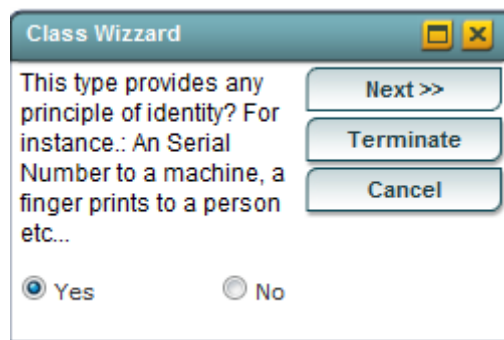 Class Wizzard
This type provides any
principle of identity? For
instance.: An Serial
Number to a machine, a
finger prints to a person
etc...
Yes
No
Next >>
Terminate
Cancel